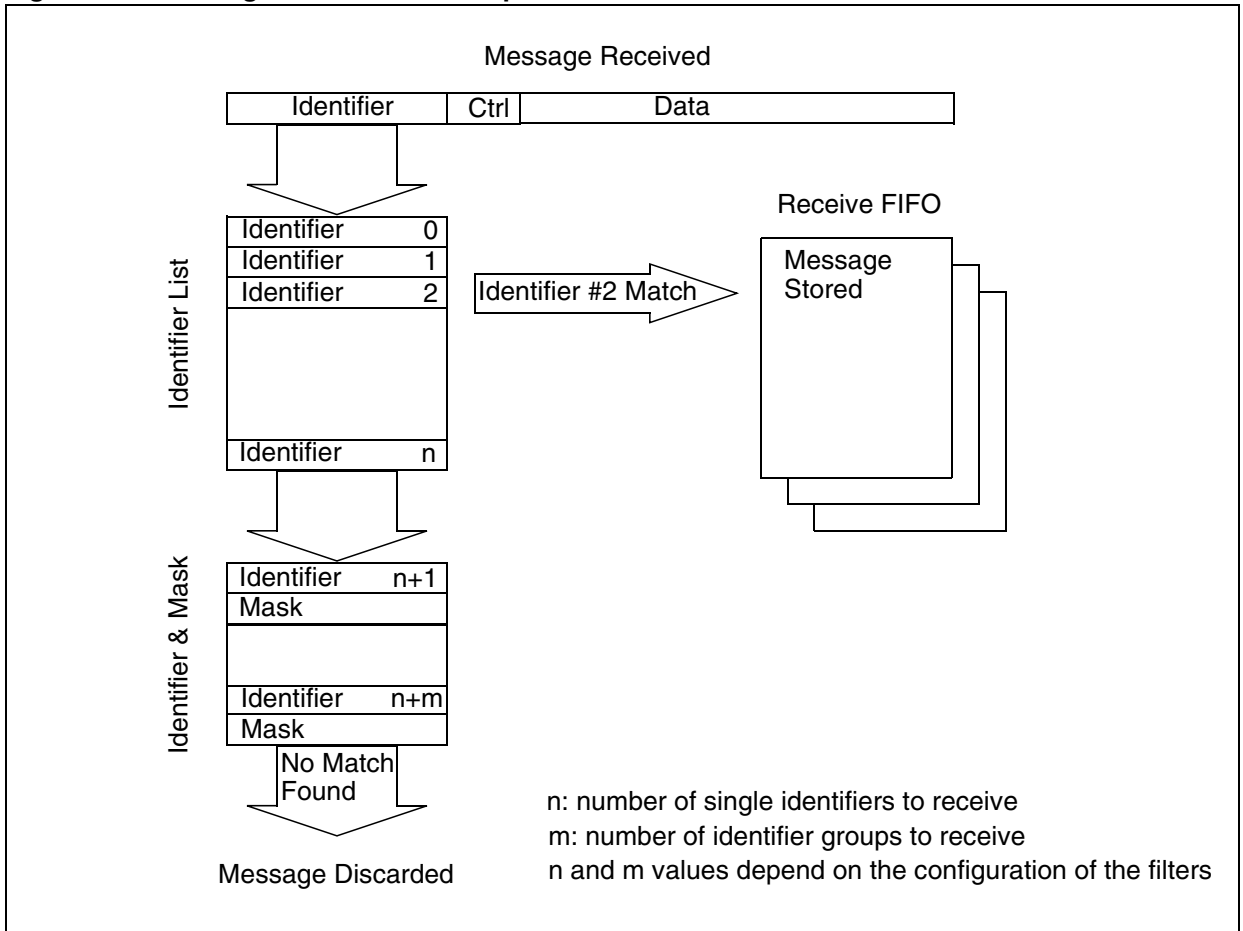 Message Received
Identifier Ctrl Data
Receive FIFO
Identifier List
Identifier 0
Identifier 1
Identifier 2
Identifier #2 Match
Message
Stored
Identifier n
Identifier & Mask
Identifier n+1
Mask
Identifier n+m
Mask
No Match
Found
Message Discarded
n: number of single identifiers to receive
m: number of identifier groups to receive
n and m values depend on the configuration of the filters